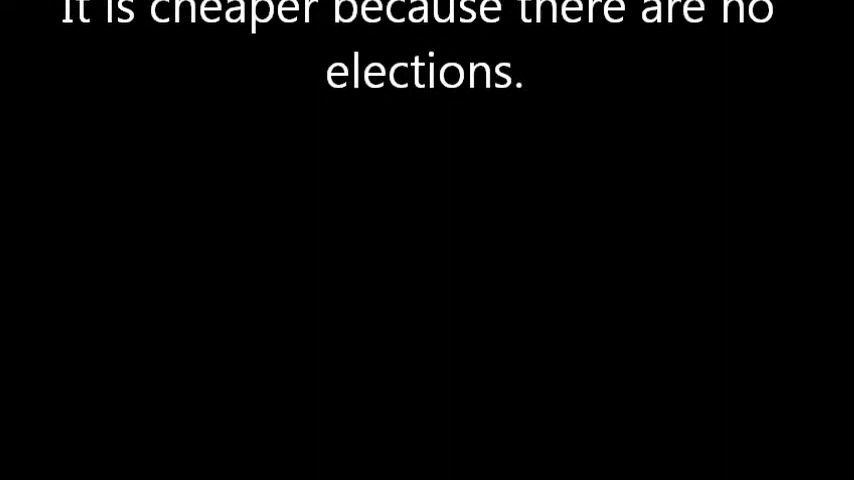 It is cheaper because there are no
elections.